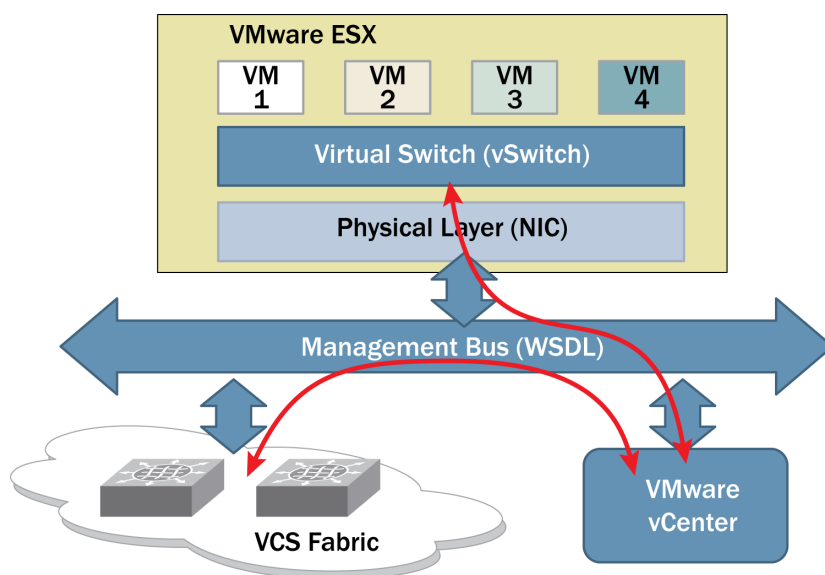 VMware ESX
VM
1
VM
2
VM
3
VM
4
Virtual Switch (vSwitch)
Physical Layer (NIC)
Management Bus (WSDL)
VCS Fabric
VMware
vCenter